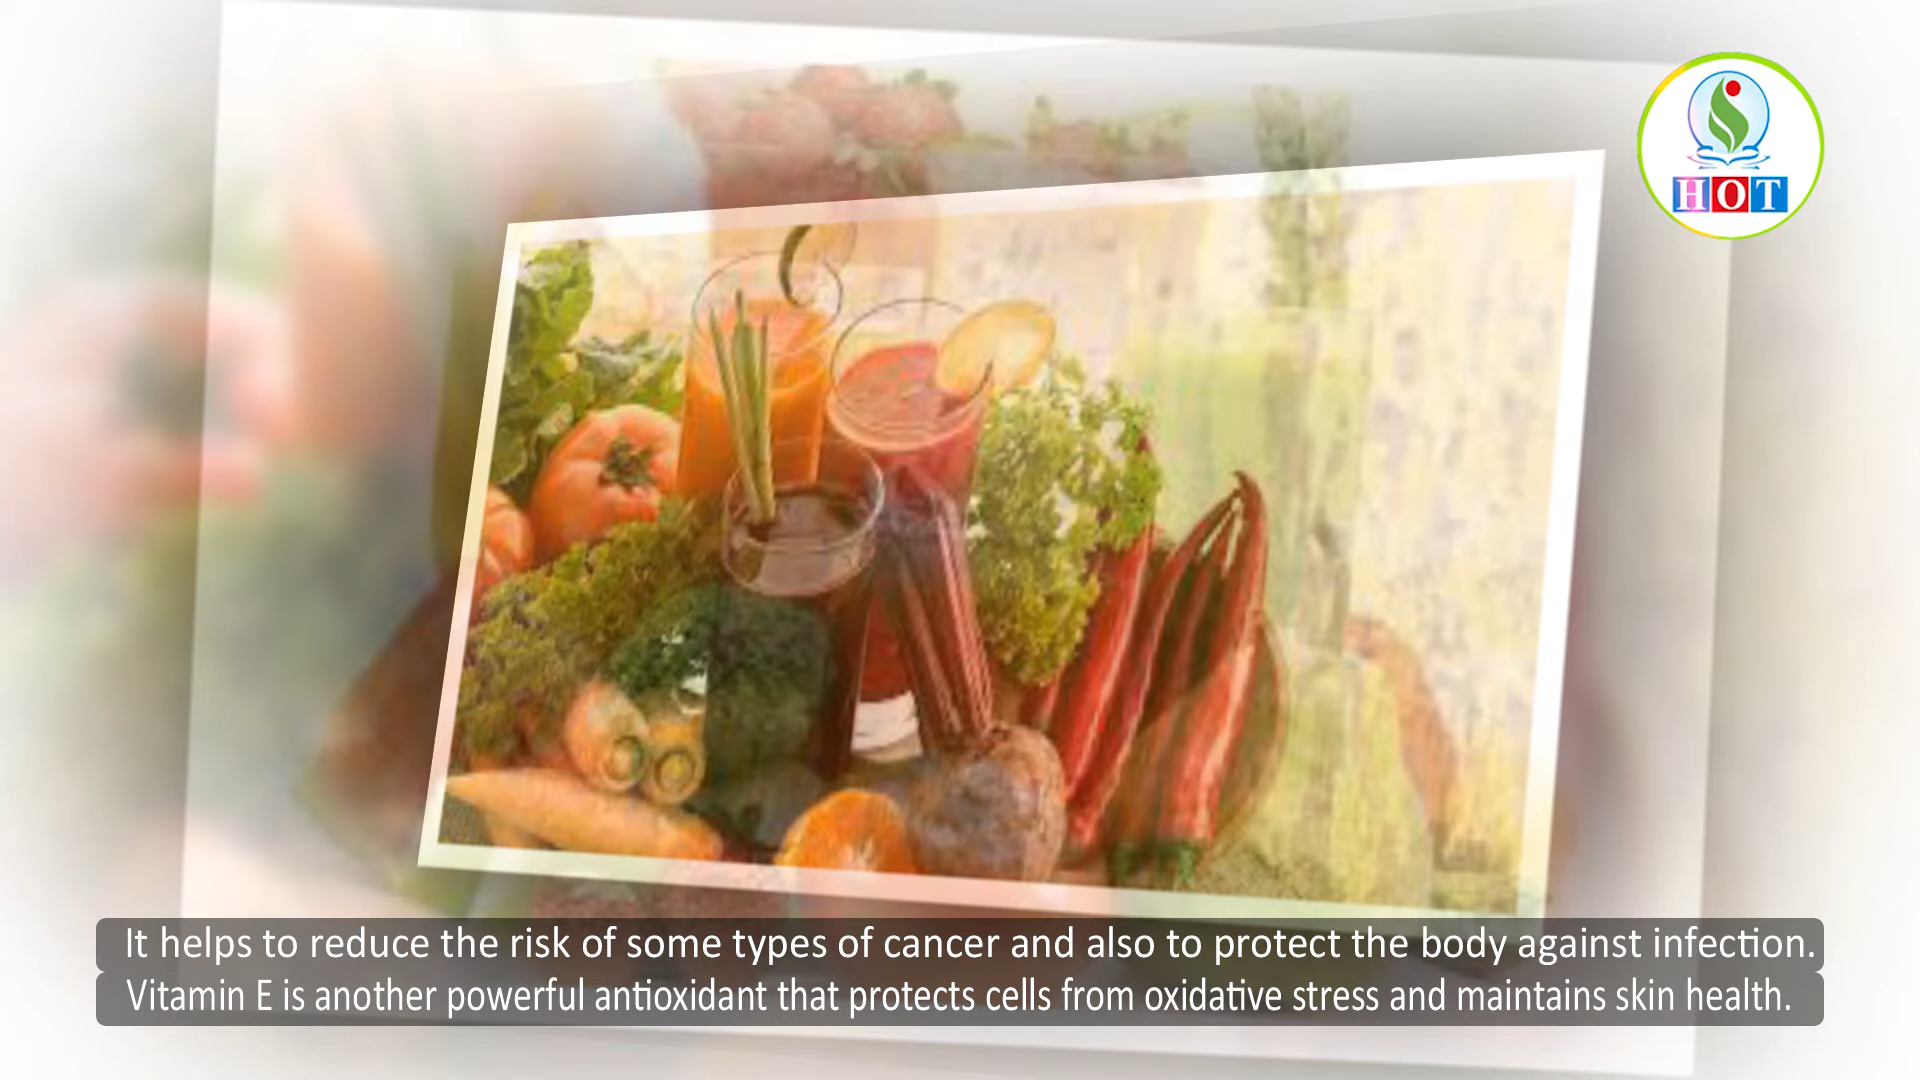 HOT
It helps to reduce the risk of some types of cancer and also to protect the body against infection.
Vitamin E is another powerful antioxidant that protects cells from oxidative stress and maintains skin health.